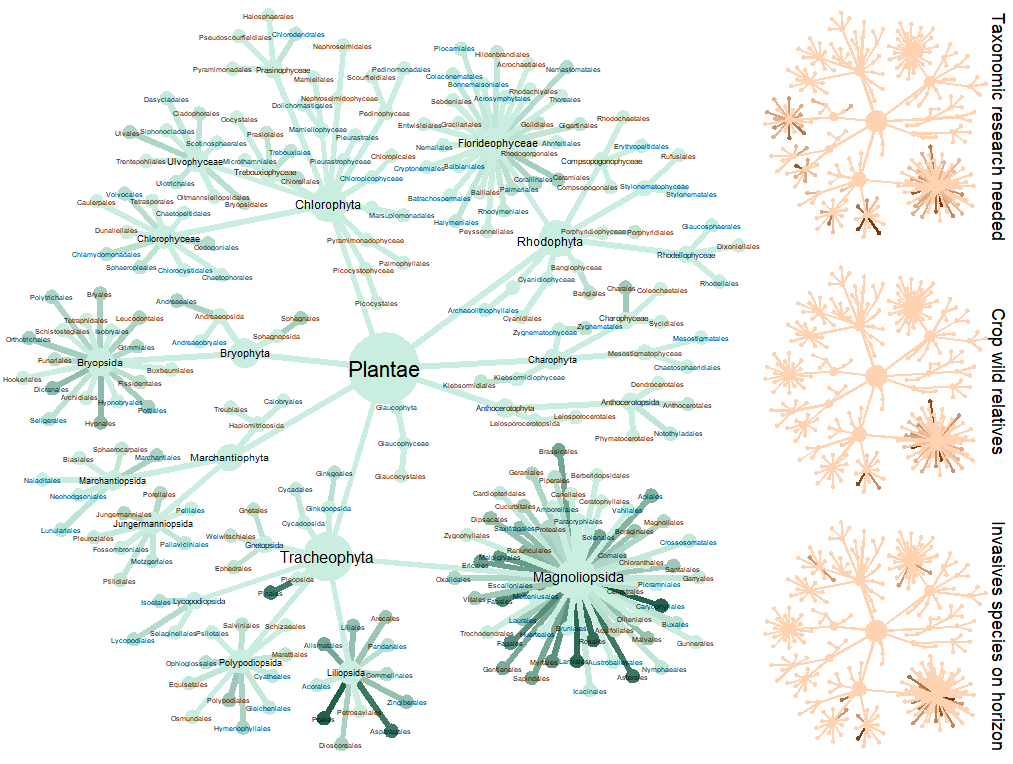 Halosphaerales
Pseudoscourfieldiales
Chlorodendrales
Nephroselmidales
Pyramimonadales
Prasinophyceae
Mamiellales
Scourfieldiales
Pedinomonadales
Dasycladales
Cladophorales
Oocystales
Dolichomastigales
Nephroselmidophyceae
Pedinophyceae
Ulvales
Siphonocladales
Prasiolales
Mamiellophyceae
Pleurastrales
Scotinosphaerales
Trebouxiales
Chloropicales
Trentepohliales
Ulvophyceae
Microthamniales
Pleurastrophyceae
Trebouxiophyceae
Chloropicophyceae
Ulotrichales
Chlorellales
Volvocales
Tetrasporales
Oltmannsiellopsidales
Caulerpales
Chaetopeltidales
Bryopsidales
Chlorophyta
Marsupiomonadales
Dunaliellales
Chlorophyceae
Oedogoniales
Pyramimonadophyceae
Chlamydomonadales
Palmophyllales
Sphaeropleales
Chlorocystidales
Chaetophorales
Picocystophyceae
Picocystales
Plocamiales
Hildenbrandiales
Acrochaetiales
Nemastomatales
Colaconematales
Bonnemaisoniales
Rhodachlyales
Sebdeniales
Acrosymphytales
Thoreales
Entwisleiales
Gracilariales
Goliidales
Gigartinales
Rhodochaetales
Nemaliales
Florideophyceae
Ahnfeltiales
Erythropeltidales
Rhodogorgonales
Rufusiales
Cryptonemiales
Balbianiales
Compsopogonophyceae
Corallinales
Ceramiales
Balliales
Palmariales
Compsopogonales
Stylonematophyceae
Stylonematales
Batrachospermales
Rhodymeniales
Halymeniales
Peyssonneliales
Rhodophyta
Porphyridiophyceae
Porphyridiales
Glaucosphaerales
Dixoniellales
Rhodellophyceae
Rhodellales
Bangiophyceae
Cyanidiophyceae
Bangiales
Charales
Coleochaetales
Archaeolithophyllales
Cyanidiales
Charophyceae
Zygnematophyceae
Zygnematales
Sycidiales
Mesostigmatales
Mesostigmatophyceae
Charophyta
Chaetosphaeridiales
Klebsormidiophyceae
Klebsormidiales
Dendrocerotales
Anthocerotophyta
Anthocerotopsida
Anthocerotales
Leiosporocerotales
Leiosporocerotopsida
Notothyladales
Phymatocerotales
Polytrichales
Bryales
Andreaeales
Tetraphidales
Leucodontales
Andreaeopsida
Sphagnales
Schistostegiales
Isobryales
Sphagnopsida
Orthotrichales
Grimmiales
Andreaeobryales
Bryophyta
Funariales
Bryopsida
Buxbaumiales
Hookeriales
Dicranales
Fissidentales
Archidiales
Hypnobryales
Pottiales
Seligerales
Hypnales
Plantae
Glaucophyta
Glaucophyceae
Glaucocystales
Calobryales
Treubiales
Haplomitriopsida
Sphaerocarpales
Marchantiales
Marchantiophyta
Blasiales
Naiaditales
Marchantiopsida
Neohodgsoniales
Porellales
Jungermanniales
Pelliales
Jungermanniopsida
Lunulariales
Pleuroziales
Pallaviciniales
Fossombroniales
Metzgeriales
Ptilidiales
Ginkgoales
Cycadales
Ginkgoopsida
Gnetales
Cycadopsida
Welwitschiales
Gnetopsida
Tracheophyta
Ephedrales
Pinopsida
Pinales
Isoetales
Lycopodiopsida
Lycopodiales
Selaginellales
Psilotales
Salviniales
Schizaeales
Marattiales
Ophioglossales
Polypodiopsida
Cyatheales
Equisetales
Polypodiales
Gleicheniales
Osmundales
Hymenophyllales
Arecales
Liliales
Alismatales
Pandanales
Liliopsida
Commelinales
Acorales
Zingiberales
Petrosaviales
Poales
Asparagales
Dioscoreales
Brassicales
Geraniales
Piperales
Berberidopsidales
Cardiopteridales
Canellales
Apiales
Cucurbitales
Amborellales
Ceratophyllales
Vahliales
Dipsacales
Paracryphiales
Magnoliales
Saxifragales
Proteales
Boraginales
Zygophyllales
Solanales
Crossosomatales
Ranunculales
Cornales
Malpighiales
Chloranthales
Ericales
Santalales
Oxalidales
Magnoliopsida
Garryales
Escalloniales
Picramniales
Celastrales
Vitales
Fabales
Metteniusales
Caryophyllales
Laurales
Dilleniales
Buxales
Trochodendrales
Huerteales
Bruniales
Aquifoliales
Fagales
Rosales
Malvales
Gunnerales
Gentianales
Myrtales
Lamiales
Austrobaileyales
Nymphaeales
Sapindales
Asterales
Icacinales
Taxonomic research needed
Crop wild relatives
Invasives species on horizon